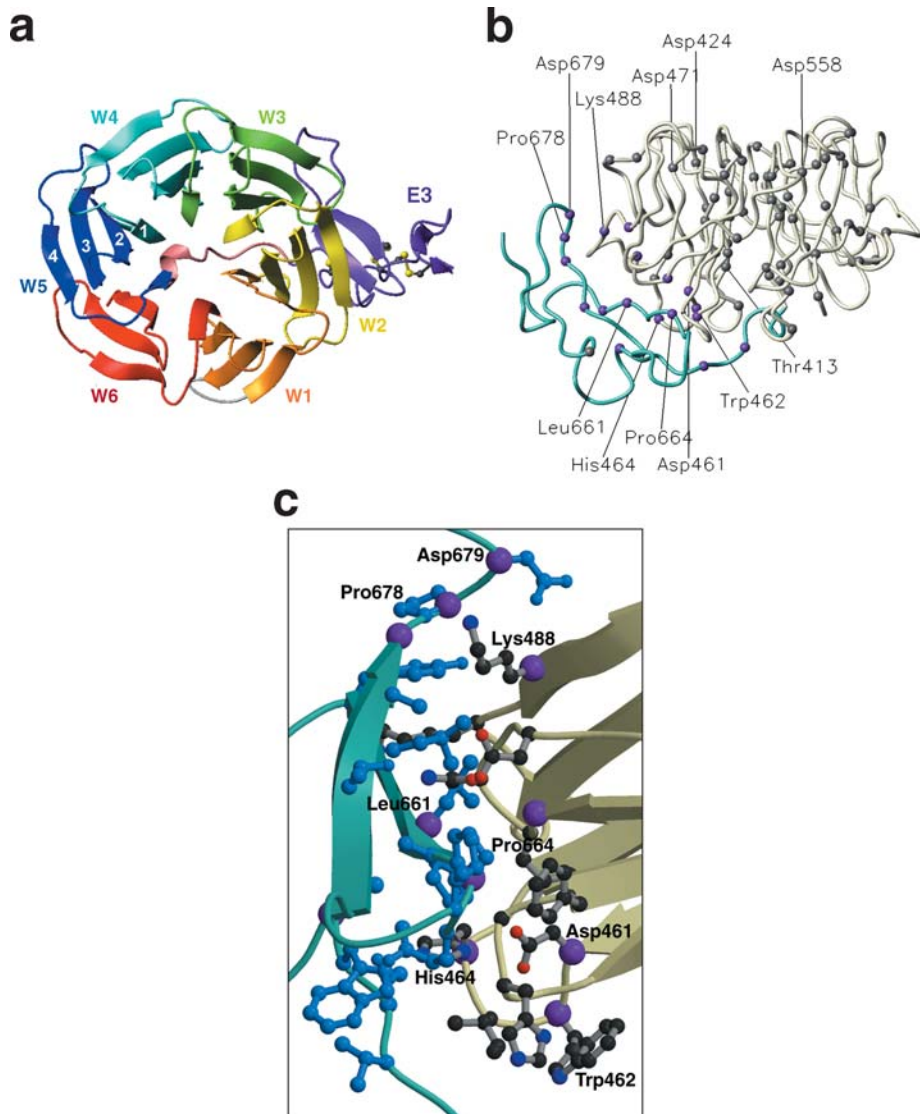 a
W4
W3
E3
4
3
2
1
W5
W2
W6
W1
b
Asp424
Asp679
Asp471
Asp558
Lys488
Pro678
Thr413
Leu661
Trp462
Pro664
His464
Asp461
c
Asp679
Pro678
Lys488
Leu661
Pro664
Asp461
His464
Trp462